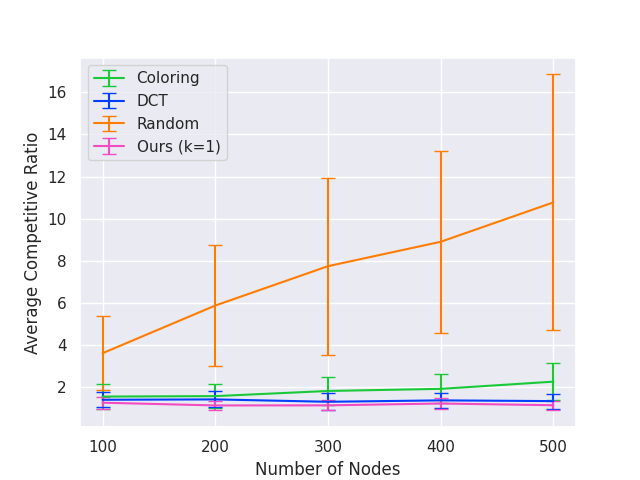 Coloring
DCT
Random
Ours (k=1)
Average Competitive Ratio
16
14
12
10
8
6
4
2
100 200 300 400 500
Number of Nodes